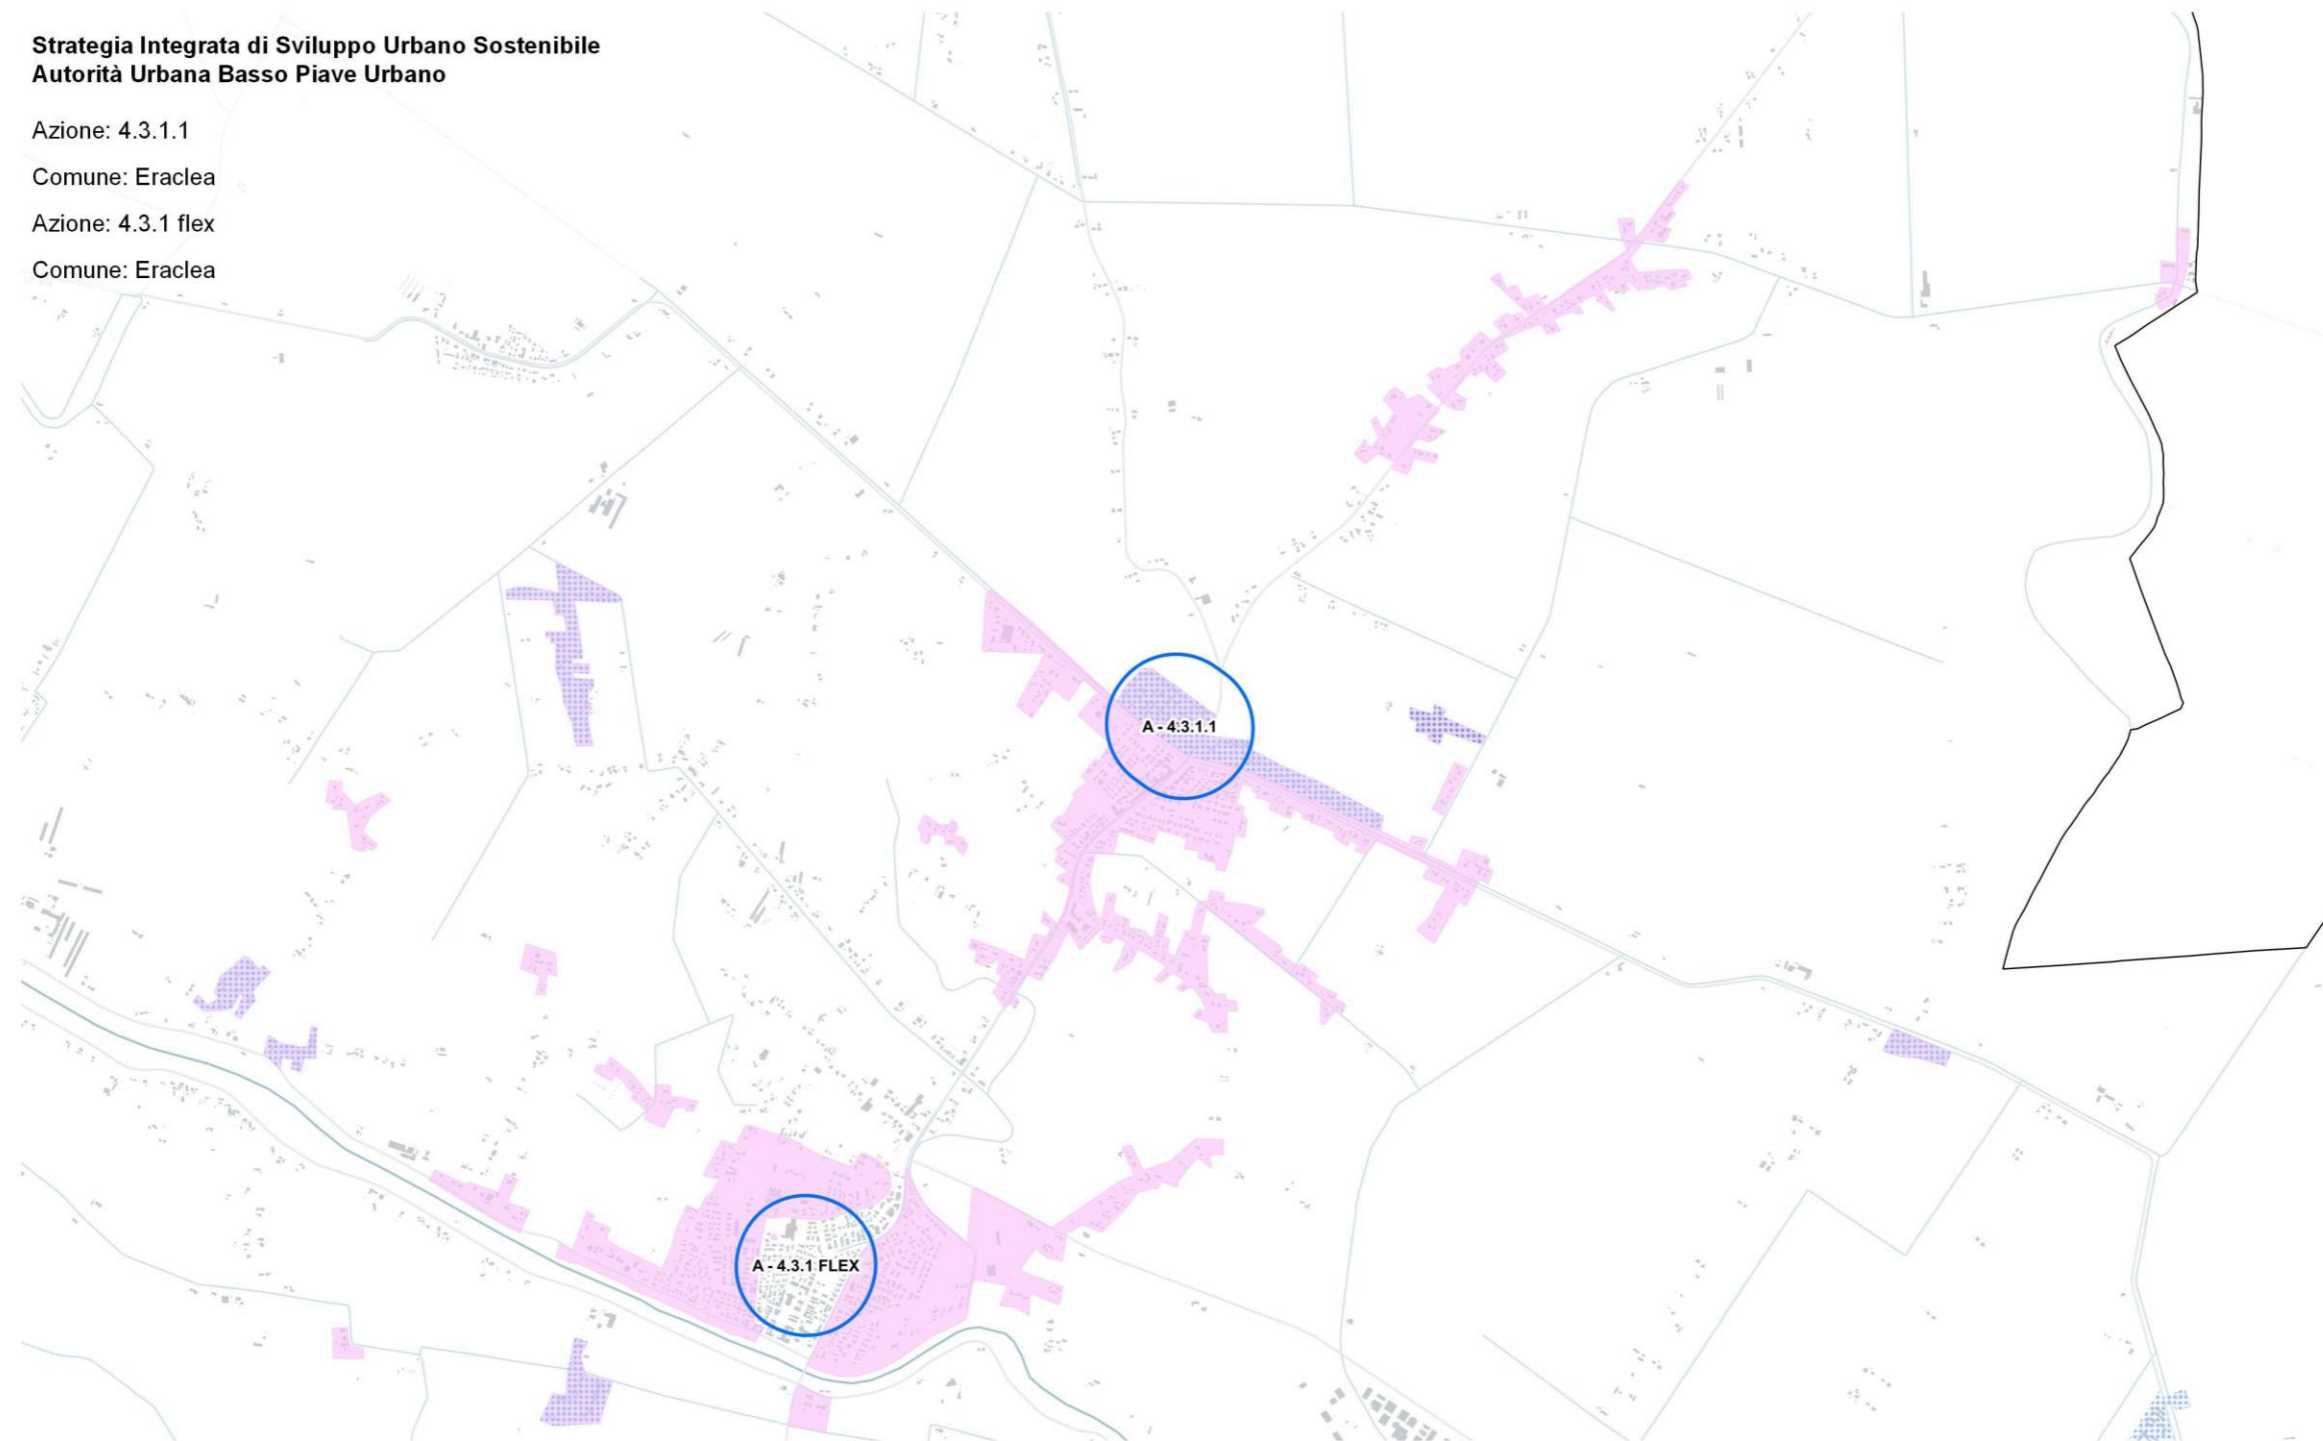 Strategia Integrata di Sviluppo Urbano Sostenibile
Autorità Urbana Basso Piave Urbano
Azione: 4.3.1.1
Comune: Eraclea
Azione: 4.3.1 flex
Comune: Eraclea
A - 4.3.1.1
A - 4.3.1 FLEX